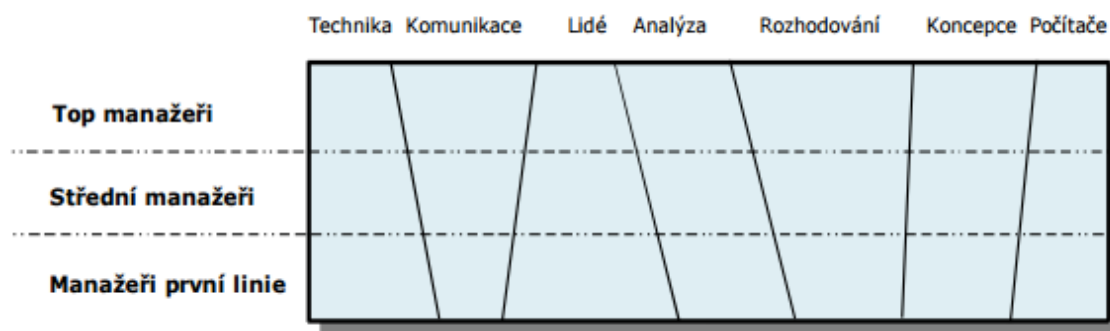 Technika Komunikace Lidé Analýza Rozhodování Koncepce Počítače
Top manažeři
Střední manažeři
Manažeři první linie